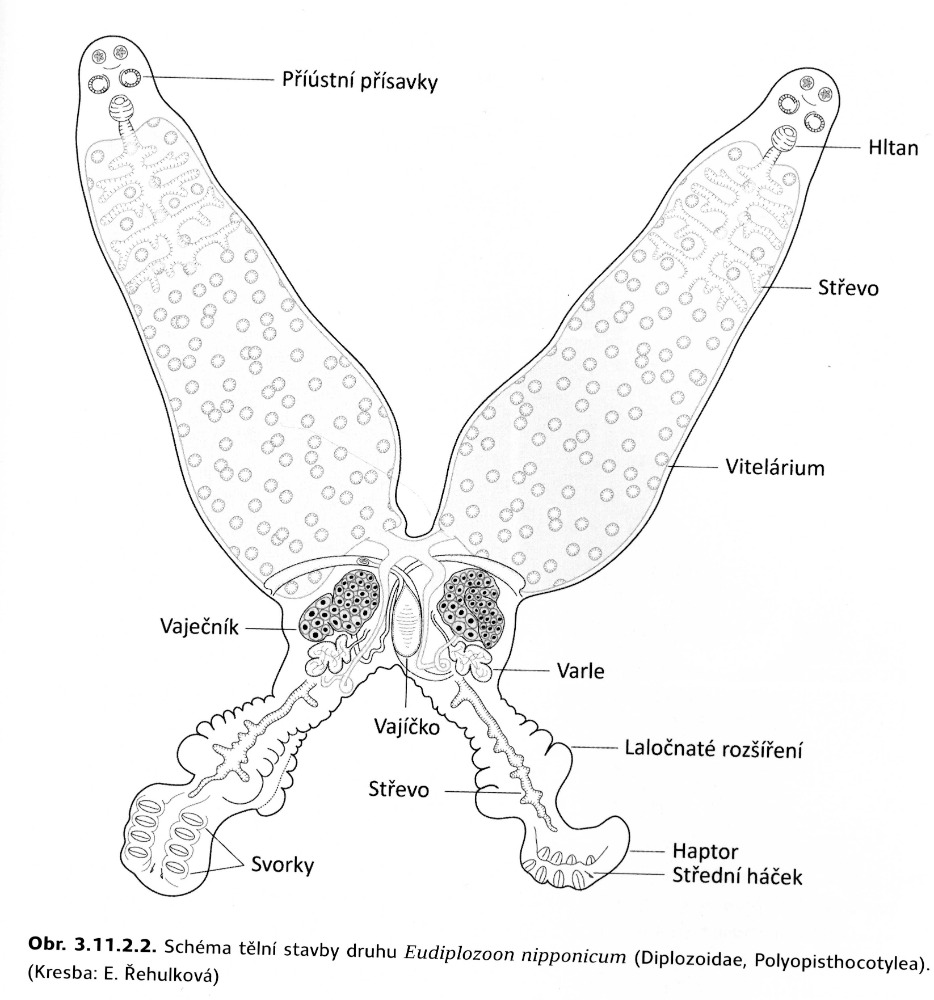 Příústní přísavky
Hltan
Střevo
Vitelárium
Vaječník
Varle
Vajíčko
Laločnaté rozšíření
Střevo
Haptor
Svorky
Střední háček
Obr. 3.11.2.2. Schéma tělní stavby druhu Eudiplozoon nipponicum (Diplozoidae, Polyopisthocotylea).
(Kresba: E. Řehulková)